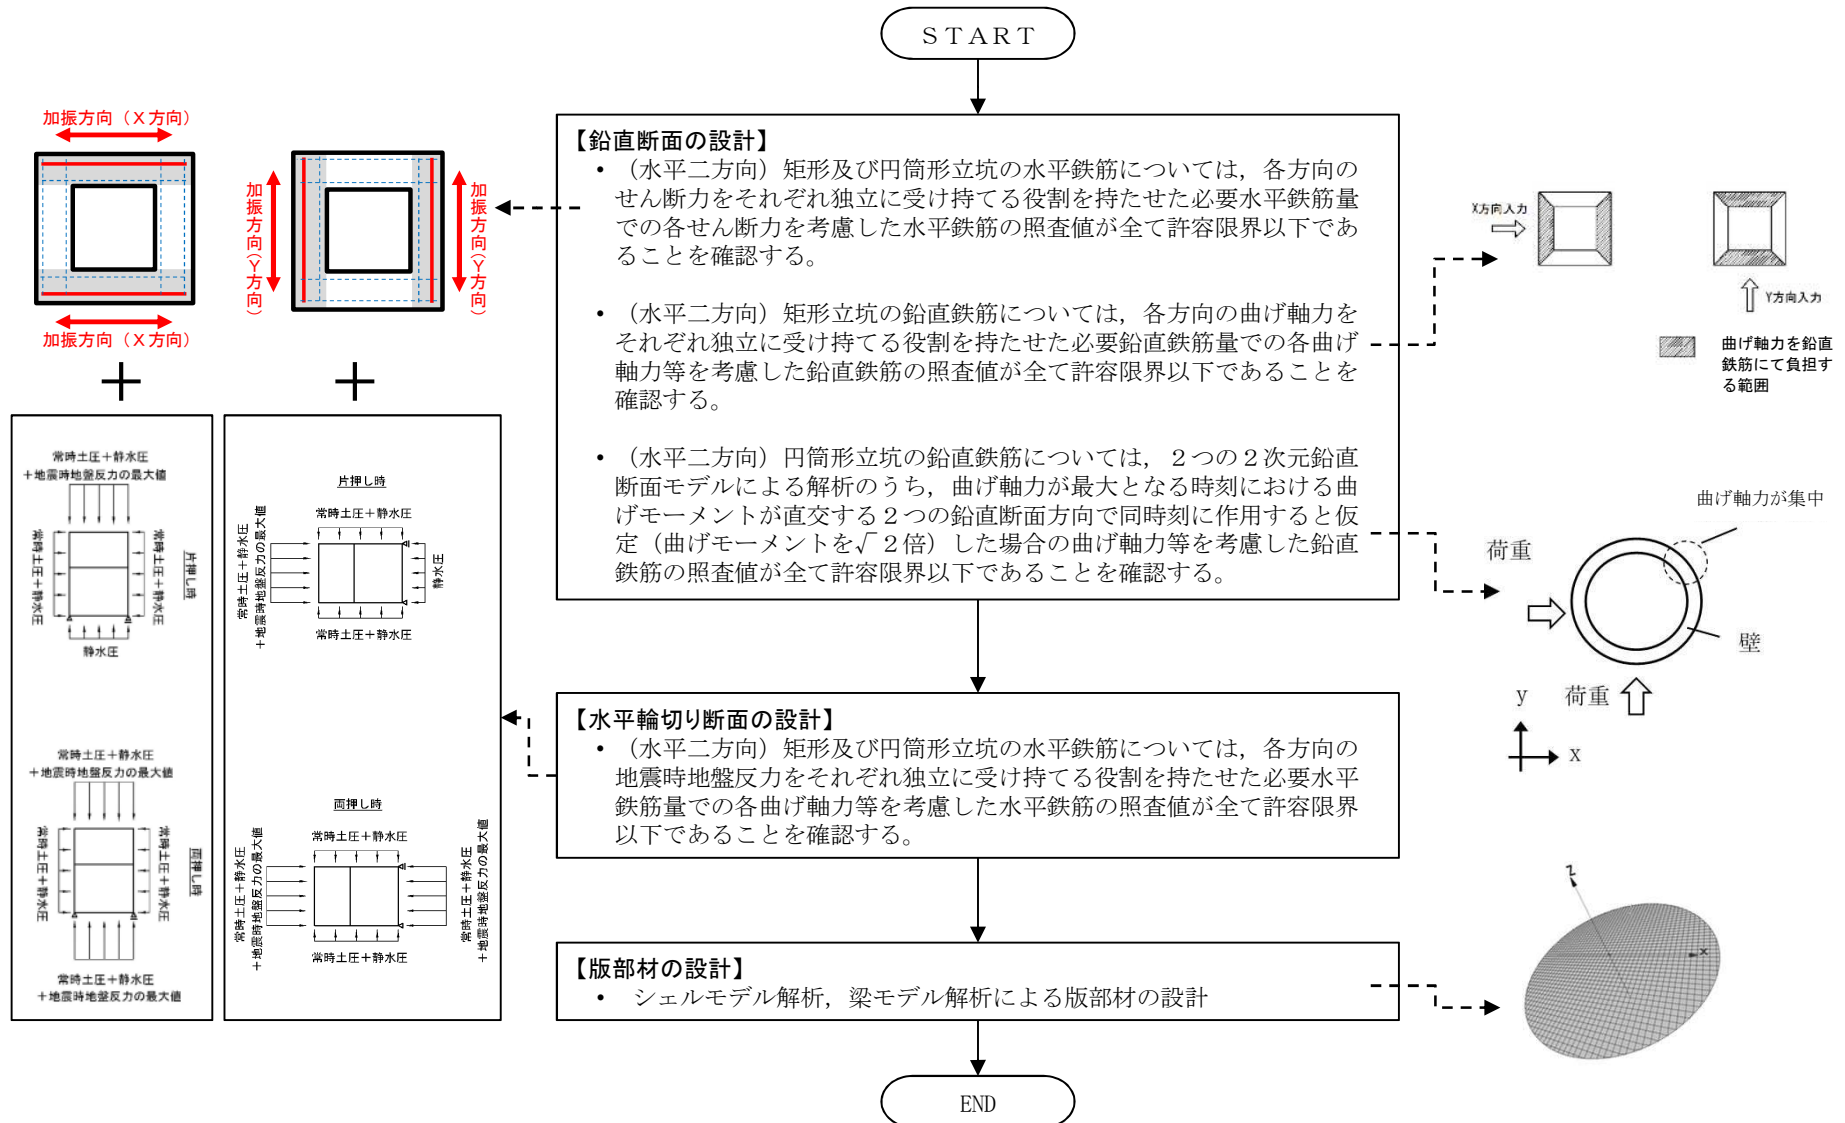 ＳＴＡＲＴ
【鉛直断面の設計】
・（水平二方向）矩形及び円筒形立坑の水平鉄筋については，各方向の
せん断力をそれぞれ独立に受け持てる役割を持たせた必要水平鉄筋量
での各せん断力を考慮した水平鉄筋の照査値が全て許容限界以下であ
ることを確認する。
・（水平二方向）矩形立坑の鉛直鉄筋については，各方向の曲げ軸力を
それぞれ独立に受け持てる役割を持たせた必要鉛直鉄筋量での各曲げ
軸力等を考慮した鉛直鉄筋の照査値が全て許容限界以下であることを
確認する。
・（水平二方向）円筒形立坑の鉛直鉄筋については，２つの２次元鉛直
断面モデルによる解析のうち，曲げ軸力が最大となる時刻における曲
げモーメントが直交する２つの鉛直断面方向で同時刻に作用すると仮
定（曲げモーメントを√２倍）した場合の曲げ軸力等を考慮した鉛直
鉄筋の照査値が全て許容限界以下であることを確認する。
【水平輪切り断面の設計】
・（水平二方向）矩形及び円筒形立坑の水平鉄筋については，各方向の
地震時地盤反力をそれぞれ独立に受け持てる役割を持たせた必要水平
鉄筋量での各曲げ軸力等を考慮した水平鉄筋の照査値が全て許容限界
以下であることを確認する。
【版部材の設計】
・ シェルモデル解析，梁モデル解析による版部材の設計
END
加振方向（Ｘ方向）
加振方向（Ｘ方向）
加振方向（Ｙ方向）
加振方向（Ｙ方向）
＋
＋
常時土圧＋静水圧
＋地震時地盤反力の最大値
常時土圧＋静水圧
常時土圧＋静水圧
片押し時
静水圧
常時土圧＋静水圧
＋地震時地盤反力の最大値
常時土圧＋静水圧
常時土圧＋静水圧
両押し時
常時土圧＋静水圧
＋地震時地盤反力の最大値
片押し時
常時土圧＋静水圧
常時土圧＋静水圧
＋地震時地盤反力の最大値
静水圧
常時土圧＋静水圧
両押し時
常時土圧＋静水圧
常時土圧＋静水圧
＋地震時地盤反力の最大値
常時土圧＋静水圧
＋地震時地盤反力の最大値
常時土圧＋静水圧
X方向入力
Y方向入力
曲げ軸力を鉛直
鉄筋にて負担す
る範囲
曲げ軸力が集中
荷重
壁
荷重
y
x
Z
X